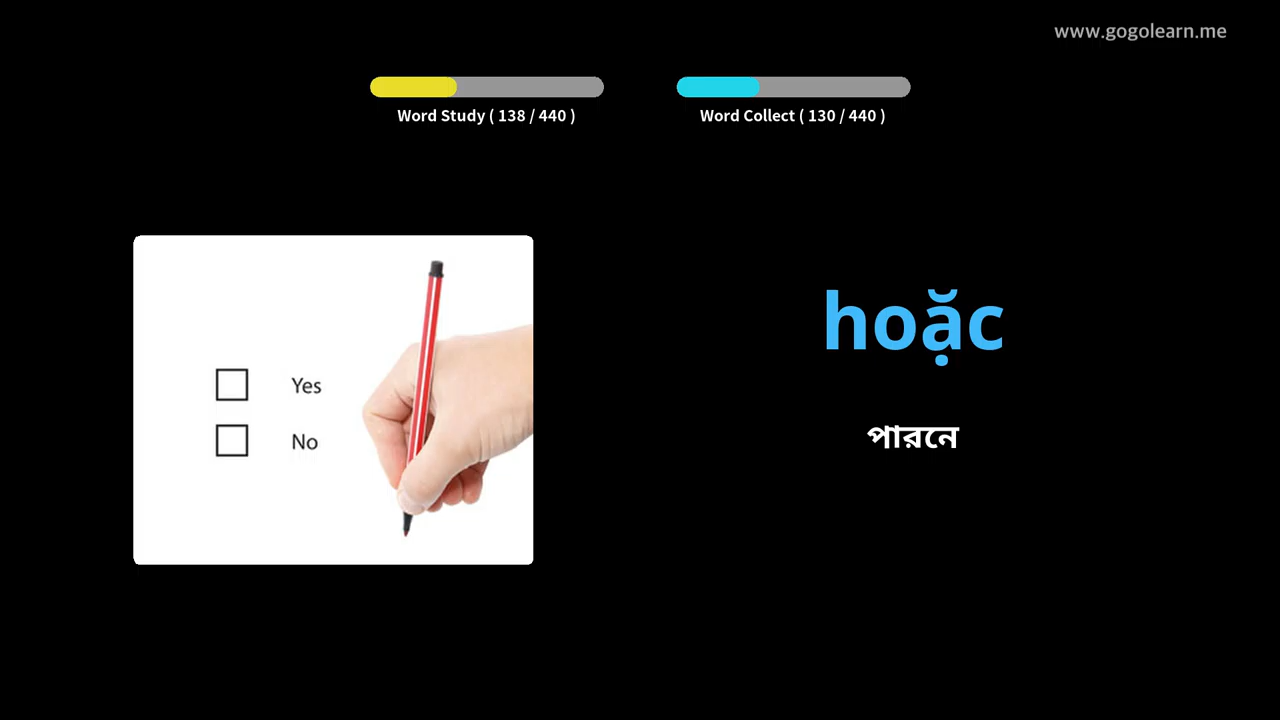 www.gogolearn.me
Word Study ( 138 / 440 )
Word Collect ( 130 / 440 )
Yes
No
hoặc
পারনে